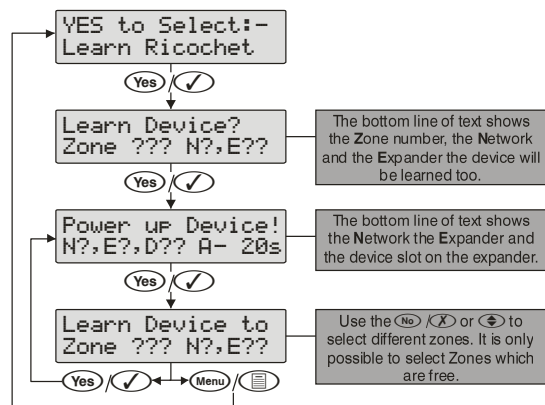 YES to Select:-
Learn Ricochet
Yes / ✓
Learn Device?
Zone ??? N?,E??
The bottom line of text shows
the Zone number, the Network
and the Expander the device will
be learned too.
Yes / ✓
Power up Device!
N?,E?,D?? A- 20s
The bottom line of text shows
the Network the Expander and
the device slot on the expander.
Yes / ✓
Learn Device to
Zone ??? N?,E??
Use the No / X or to
select different zones. It is only
possible to select Zones which
are free.
Yes / ✓ Menu /